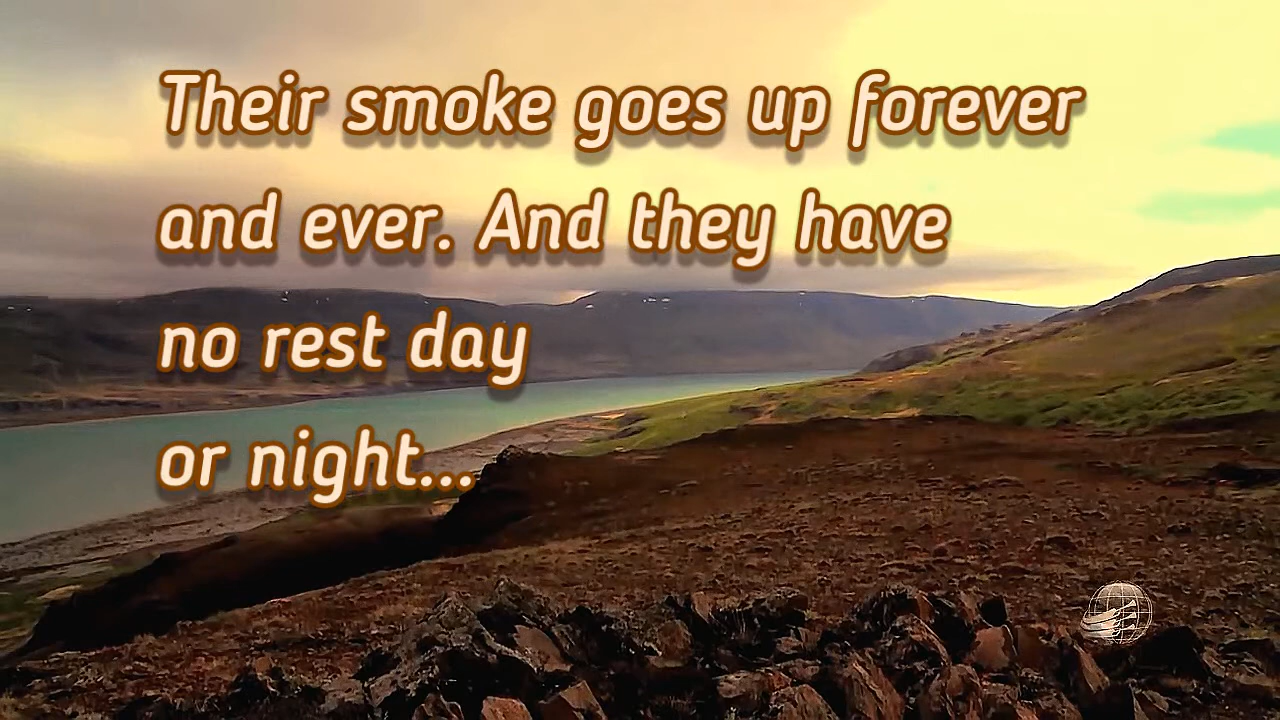 Their smoke goes up forever
and ever. And they have
no rest day
or night...